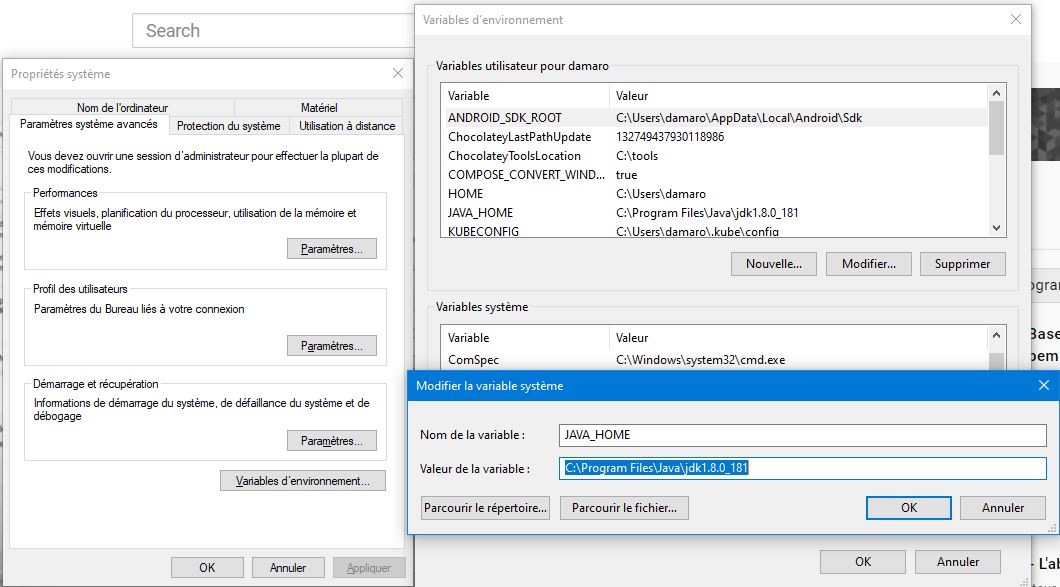 Search
Propriétés système
Nom de l'ordinateur
Matériel
Paramètres système avancés
Protection du système
Utilisation à distance
Vous devez ouvrir une session d'administrateur pour effectuer la plupart de
ces modifications.
Performances
Effets visuels, planification du processeur, utilisation de la mémoire et
mémoire virtuelle
Paramètres...
Profil des utilisateurs
Paramètres du Bureau liés à votre connexion
Paramètres...
Démarrage et récupération
Informations de démarrage du système, de défaillance du système et de
débogage
Paramètres...
Variables d'environnement...
OK
Annuler
Appliquer
Variables d'environnement
Variables utilisateur pour damaro
Variable
Valeur
ANDROID_SDK_ROOT
C:\Users\damaro\AppData\Local\Android\Sdk
ChocolateyLastPathUpdate
132749437930118986
ChocolateyToolsLocation
C:\tools
COMPOSE_CONVERT_WIND...
true
HOME
C:\Users\damaro
JAVA_HOME
C:\Program Files\Java\jdk1.8.0_181
KUBECONFIG
C:\Users\damaro\.kube\config
Nouvelle...
Modifier...
Supprimer
Variables système
Variable
Valeur
ComSpec
C:\Windows\system32\cmd.exe
Modifier la variable système
Nom de la variable :
JAVA_HOME
Valeur de la variable :
C:\Program Files\Java\jdk1.8.0_181
Parcourir le répertoire...
Parcourir le fichier...
OK
Annuler
OK
Annuler